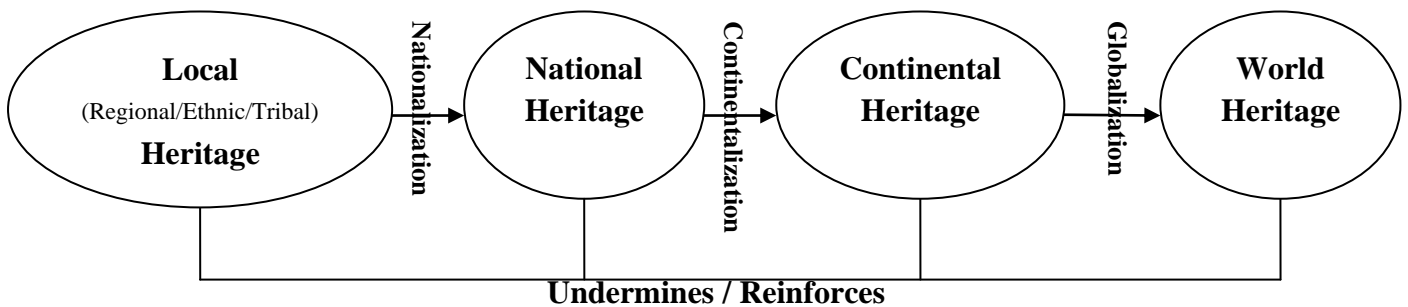 Local
(Regional/Ethnic/Tribal)
Heritage
Nationalization
National
Heritage
Continentalization
Continental
Heritage
Globalization
World
Heritage
Undermines / Reinforces